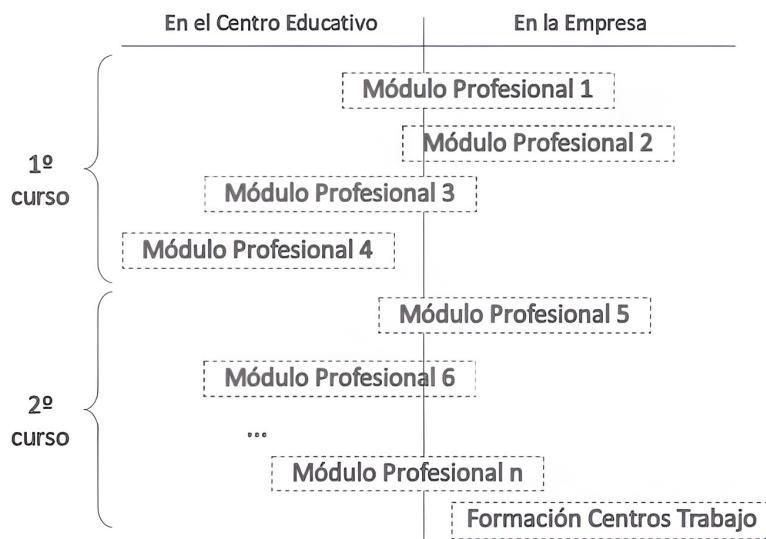 En el Centro Educativo
En la Empresa
1º
curso
Módulo Profesional 1
Módulo Profesional 2
Módulo Profesional 3
Módulo Profesional 4
2º
curso
Módulo Profesional 5
Módulo Profesional 6
...
Módulo Profesional n
Formación Centros Trabajo